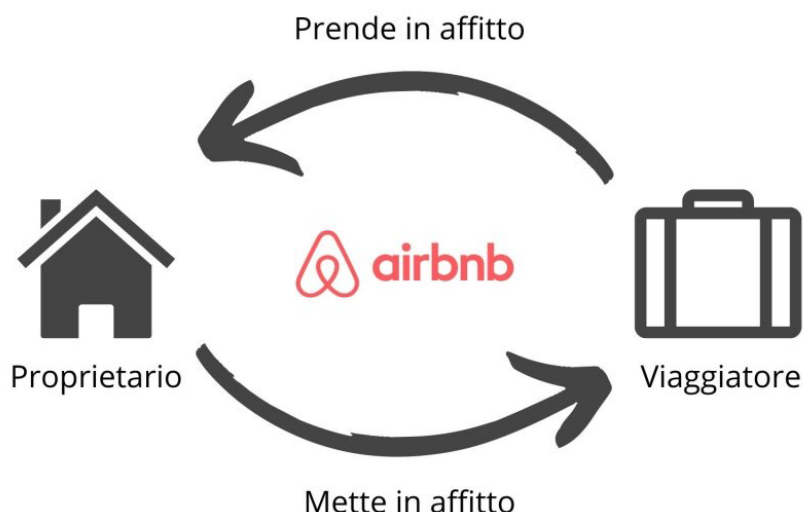 Prende in affitto
airbnb
Proprietario
Viaggiatore
Mette in affitto